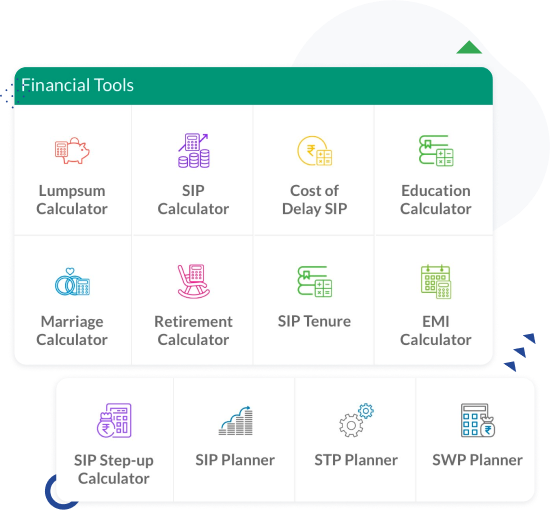 Financial Tools
Lumpsum
Calculator
SIP
Calculator
Cost of
Delay SIP
Education
Calculator
Marriage
Calculator
Retirement
Calculator
SIP Tenure
EMI
Calculator
SIP Step-up
Calculator
SIP Planner
STP Planner
SWP Planner